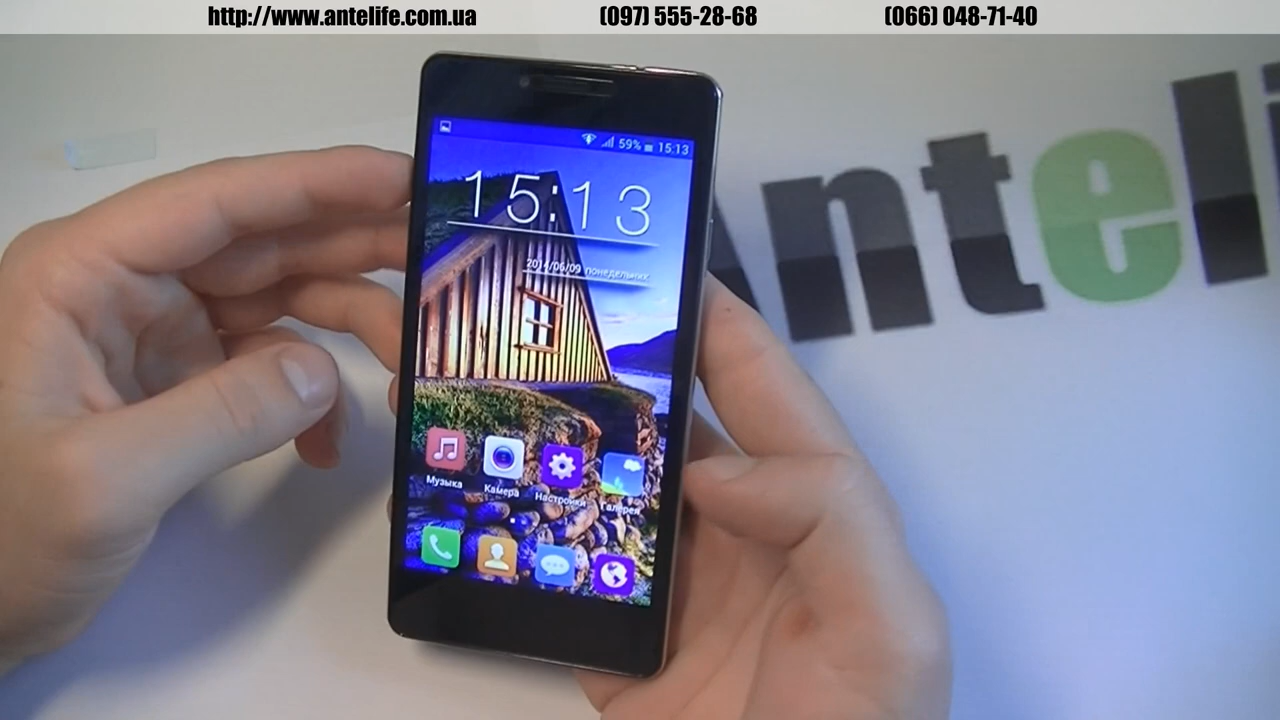 http://www.antelife.com.ua (097) 555-28-68 (066) 048-71-40
59% 15:13
15:13
2014/06/09 понедельник
Музыка Камера Настройки Галерея
Anteli